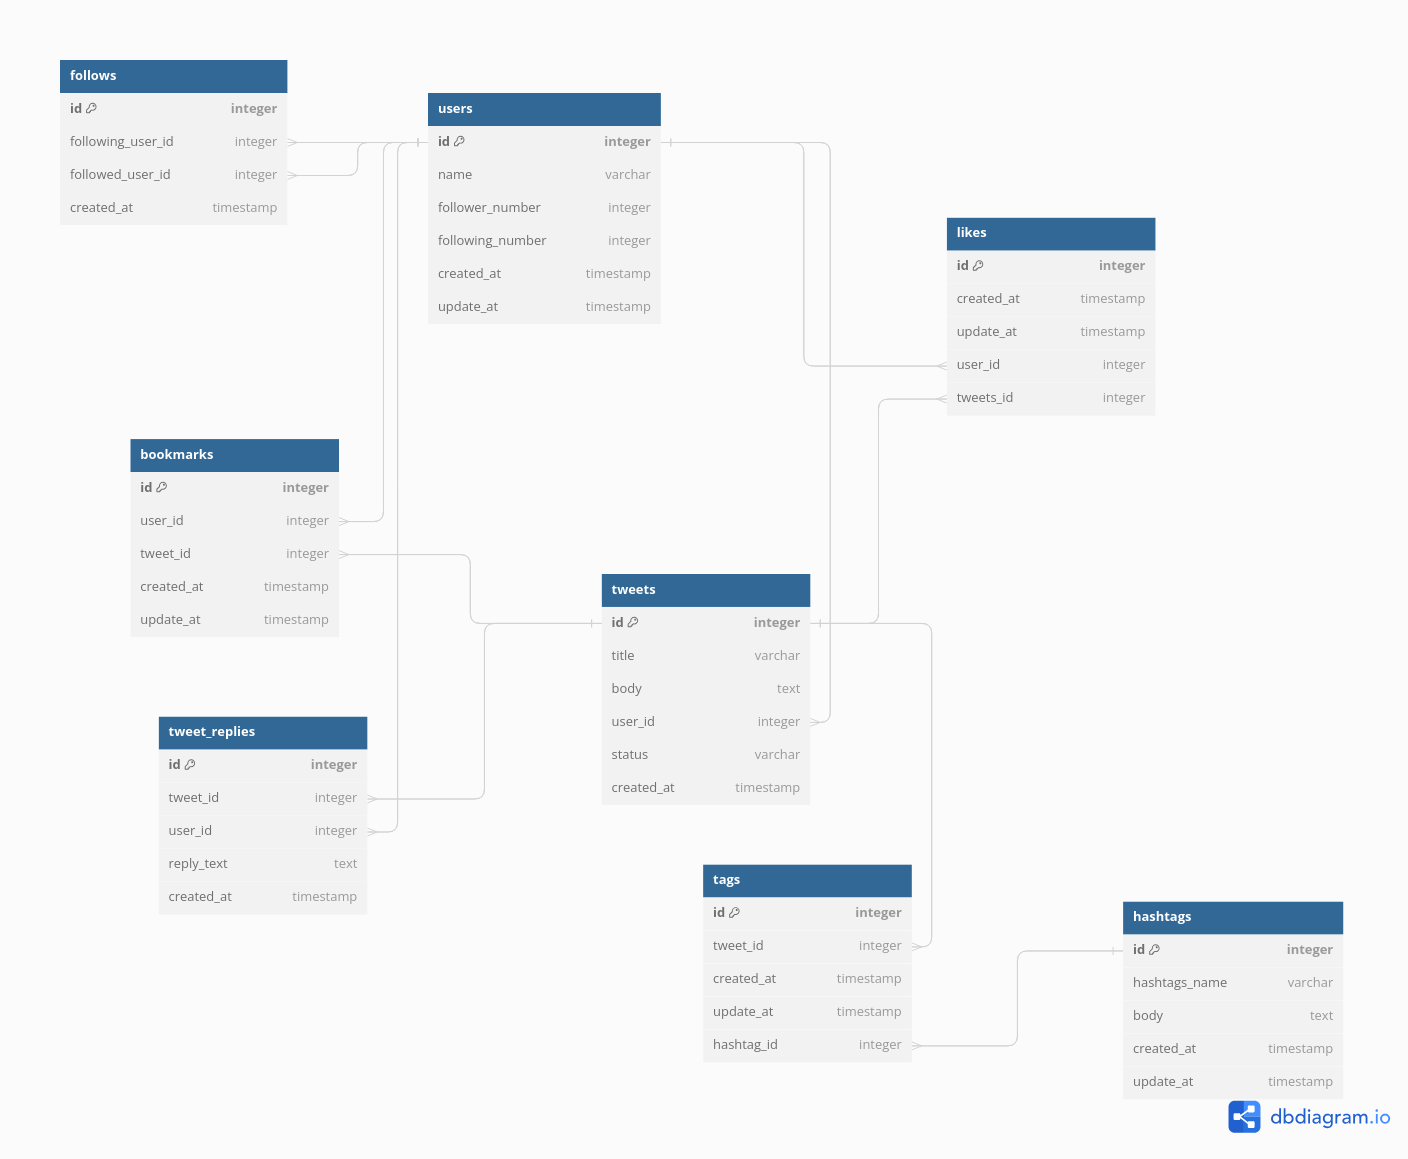 follows
id integer
following_user_id integer
followed_user_id integer
created_at timestamp
users
id integer
name varchar
follower_number integer
following_number integer
created_at timestamp
update_at timestamp
likes
id integer
created_at timestamp
update_at timestamp
user_id integer
tweets_id integer
bookmarks
id integer
user_id integer
tweet_id integer
created_at timestamp
update_at timestamp
tweets
id integer
title varchar
body text
user_id integer
status varchar
created_at timestamp
tweet_replies
id integer
tweet_id integer
user_id integer
reply_text text
created_at timestamp
tags
id integer
tweet_id integer
created_at timestamp
update_at timestamp
hashtag_id integer
hashtags
id integer
hashtags_name varchar
body text
created_at timestamp
update_at timestamp
dbdiagram.io